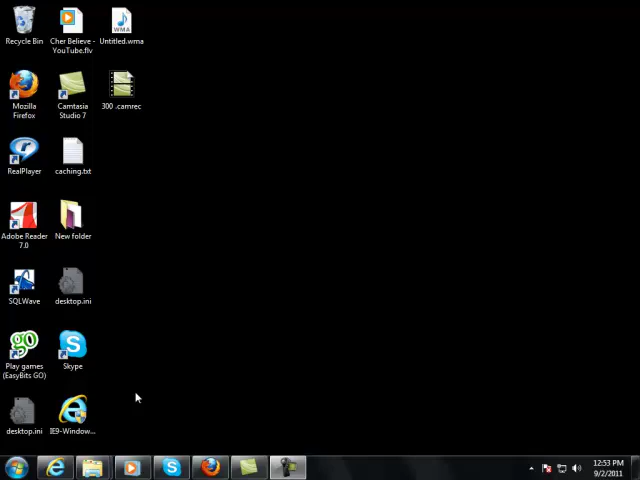 Recycle Bin
Cher Believe -
YouTube.flv
WMA
Untitled.wma
Mozilla
Firefox
Camtasia
Studio 7
300 .camrec
RealPlayer
caching.txt
Adobe Reader
7.0
New folder
SQLWave
desktop.ini
go
Play games
(EasyBits GO)
Skype
desktop.ini
IE9-Window...
12:53 PM
9/2/2011